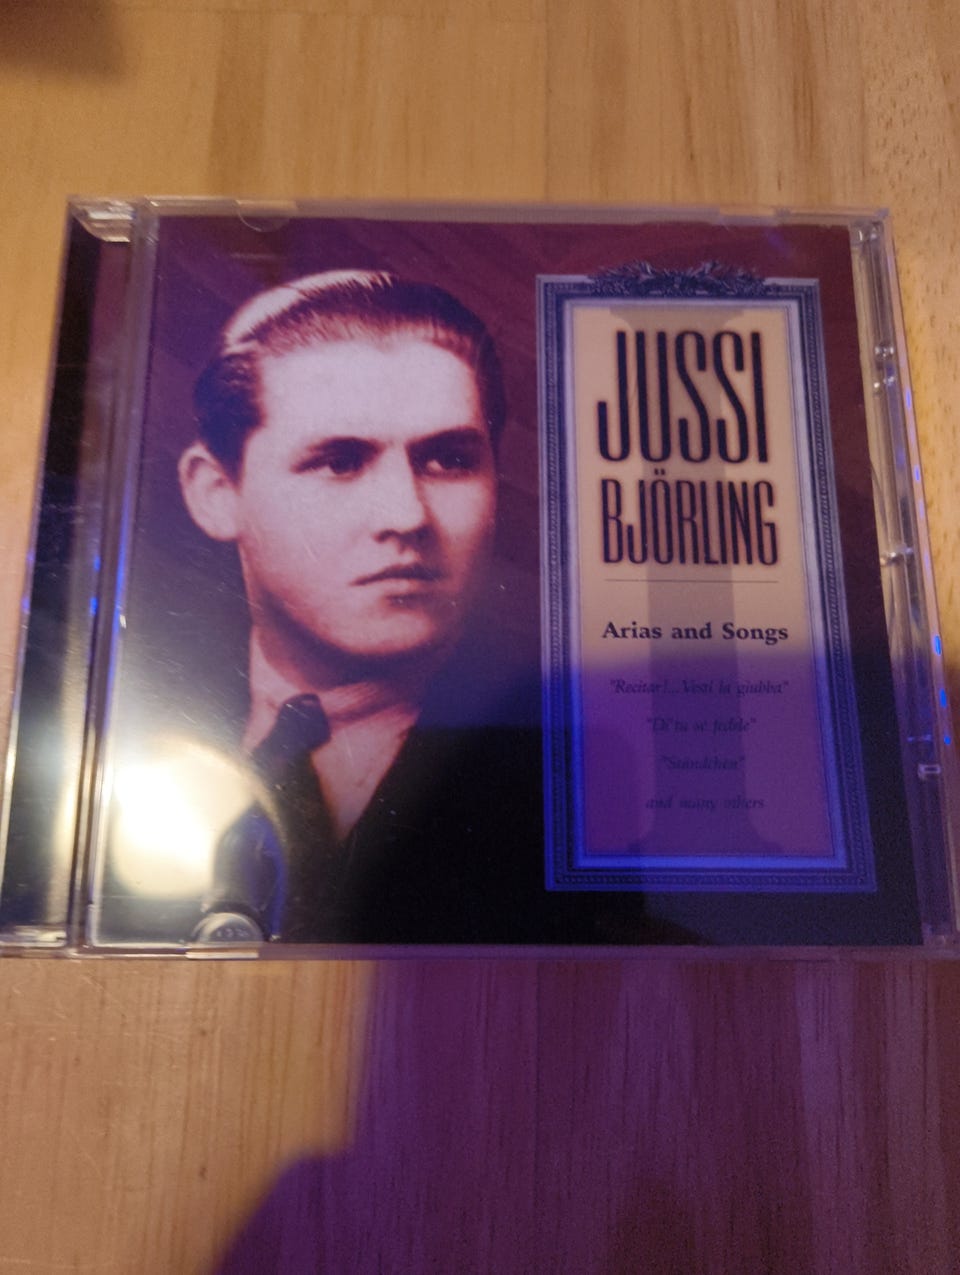 JUSSI
BJÖRLING
Arias and Songs
"Recitar!... Vesti la giubba"
"Di' tu se fedele"
"Ständchen"
and many others